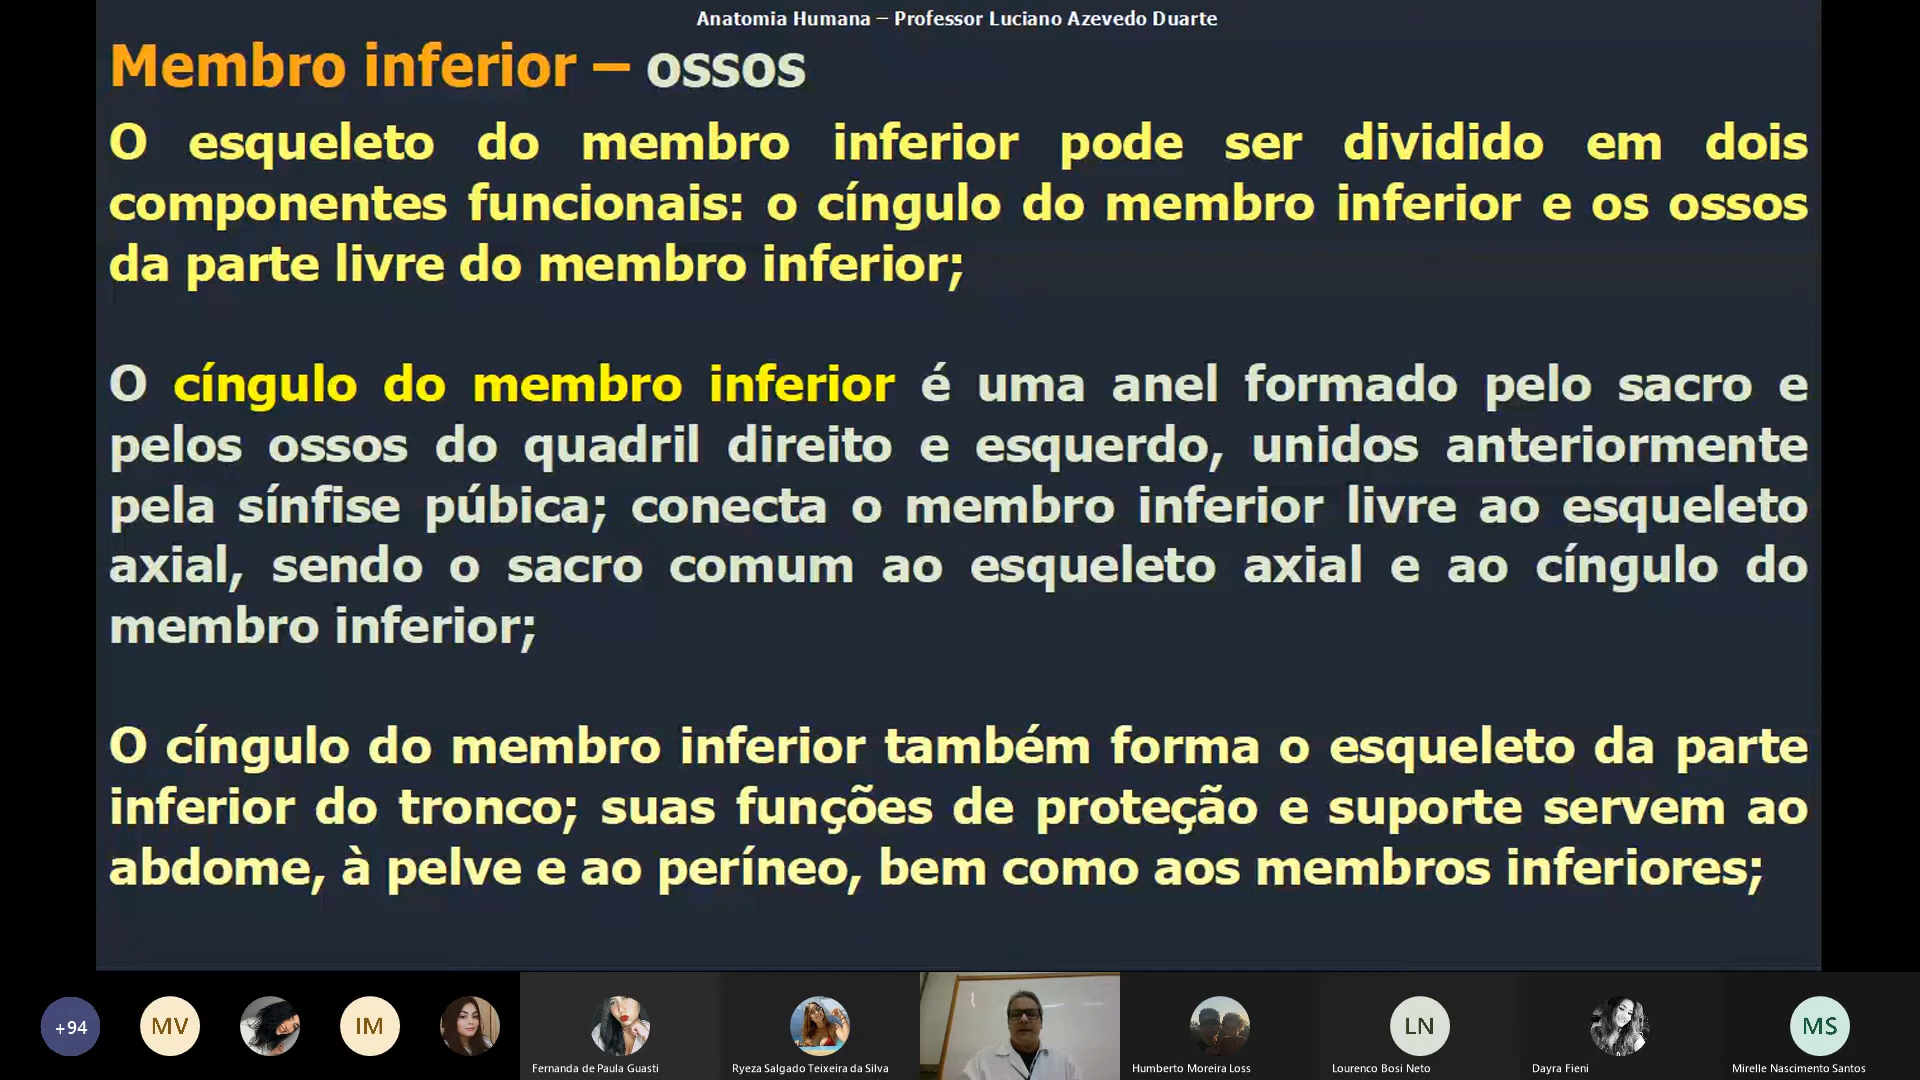 Anatomia Humana – Professor Luciano Azevedo Duarte
Membro inferior – ossos
O esqueleto do membro inferior pode ser dividido em dois
componentes funcionais: o cíngulo do membro inferior e os ossos
da parte livre do membro inferior;
O cíngulo do membro inferior é uma anel formado pelo sacro e
pelos ossos do quadril direito e esquerdo, unidos anteriormente
pela sínfise púbica; conecta o membro inferior livre ao esqueleto
axial, sendo o sacro comum ao esqueleto axial e ao cíngulo do
membro inferior;
O cíngulo do membro inferior também forma o esqueleto da parte
inferior do tronco; suas funções de proteção e suporte servem ao
abdome, à pelve e ao períneo, bem como aos membros inferiores;
+94
MV
IM
LN
MS
Fernanda de Paula Guasti
Ryeza Salgado Teixeira da Silva
Humberto Moreira Loss
Lourenco Bosi Neto
Dayra Fieni
Mirelle Nascimento Santos